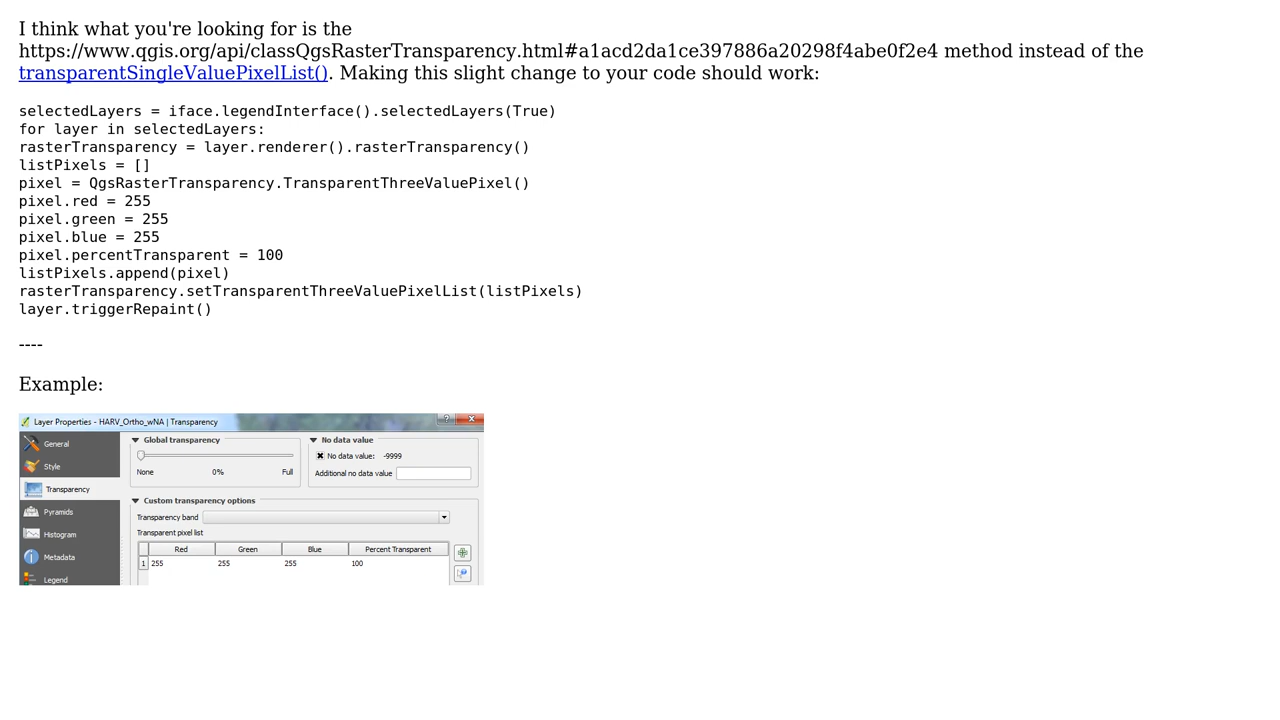 I think what you're looking for is the
https://www.qgis.org/api/classQgsRasterTransparency.html#a1acd2da1ce397886a20298f4abe0f2e4 method instead of the
transparentSingleValuePixelList(). Making this slight change to your code should work:
selectedLayers = iface.legendInterface().selectedLayers(True)
for layer in selectedLayers:
rasterTransparency = layer.renderer().rasterTransparency()
listPixels = []
pixel = QgsRasterTransparency.TransparentThreeValuePixel()
pixel.red = 255
pixel.green = 255
pixel.blue = 255
pixel.percentTransparent = 100
listPixels.append(pixel)
rasterTransparency.setTransparentThreeValuePixelList(listPixels)
layer.triggerRepaint()
----
Example:
Layer Properties - HARV_Ortho_wNA | Transparency
General
Style
Transparency
Pyramids
Histogram
Metadata
Legend
Global transparency
None 0% Full
No data value
No data value: -9999
Additional no data value
Custom transparency options
Transparency band
Transparent pixel list
Red Green Blue Percent Transparent
1 255 255 255 100